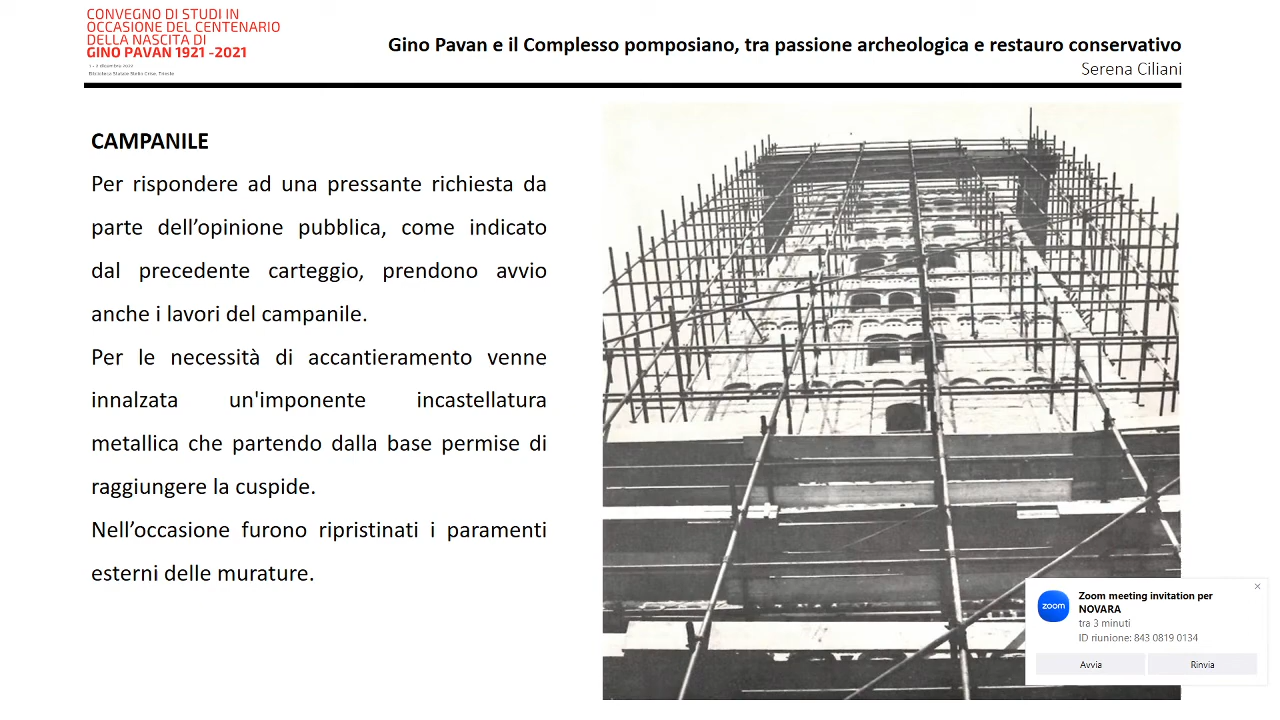 CONVEGNO DI STUDI IN
OCCASIONE DEL CENTENARIO
DELLA NASCITA DI
GINO PAVAN 1921 -2021
Gino Pavan e il Complesso pomposiano, tra passione archeologica e restauro conservativo
Serena Ciliani
CAMPANILE
Per rispondere ad una pressante richiesta da
parte dell’opinione pubblica, come indicato
dal precedente carteggio, prendono avvio
anche i lavori del campanile.
Per le necessità di accantieramento venne
innalzata un'imponente incastellatura
metallica che partendo dalla base permise di
raggiungere la cuspide.
Nell’occasione furono ripristinati i paramenti
esterni delle murature.
zoom
Zoom meeting invitation per
NOVARA
tra 3 minuti
ID riunione: 843 0819 0134
Avvia
Rinvia